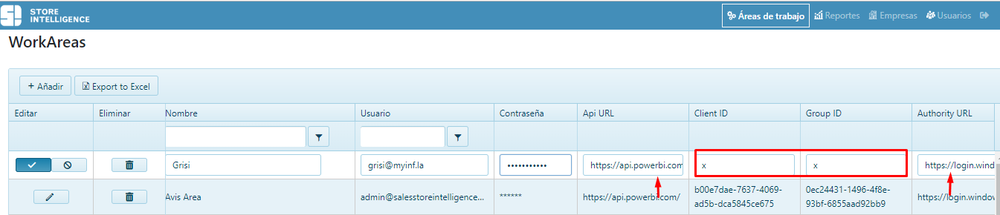 STORE
INTELLIGENCE
Áreas de trabajo Reportes Empresas Usuarios
WorkAreas
+ Añadir Export to Excel
Editar Eliminar Nombre Usuario Contraseña Api URL Client ID Group ID Authority URL
Grisi grisi@myinf.la ••••••••••• https://api.powerbi.com x x https://login.wind
Avis Area admin@salesstoreintelligence... ****** https://api.powerbi.com/ b00e7dae-7637-4069- 0ec24431-1496-4f8e- https://login.window
ad5b-dca5845ce675 93bf-6855aad92bb9